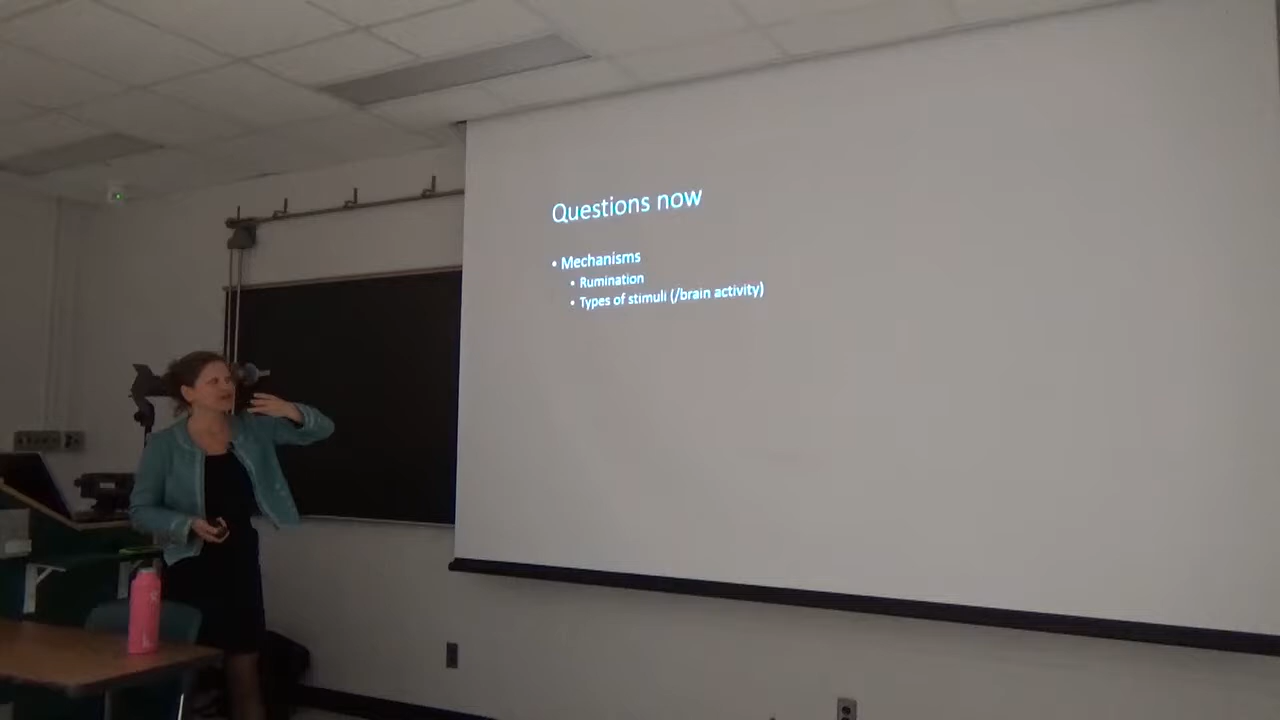 Questions now
• Mechanisms
• Rumination
• Types of stimuli (/brain activity)